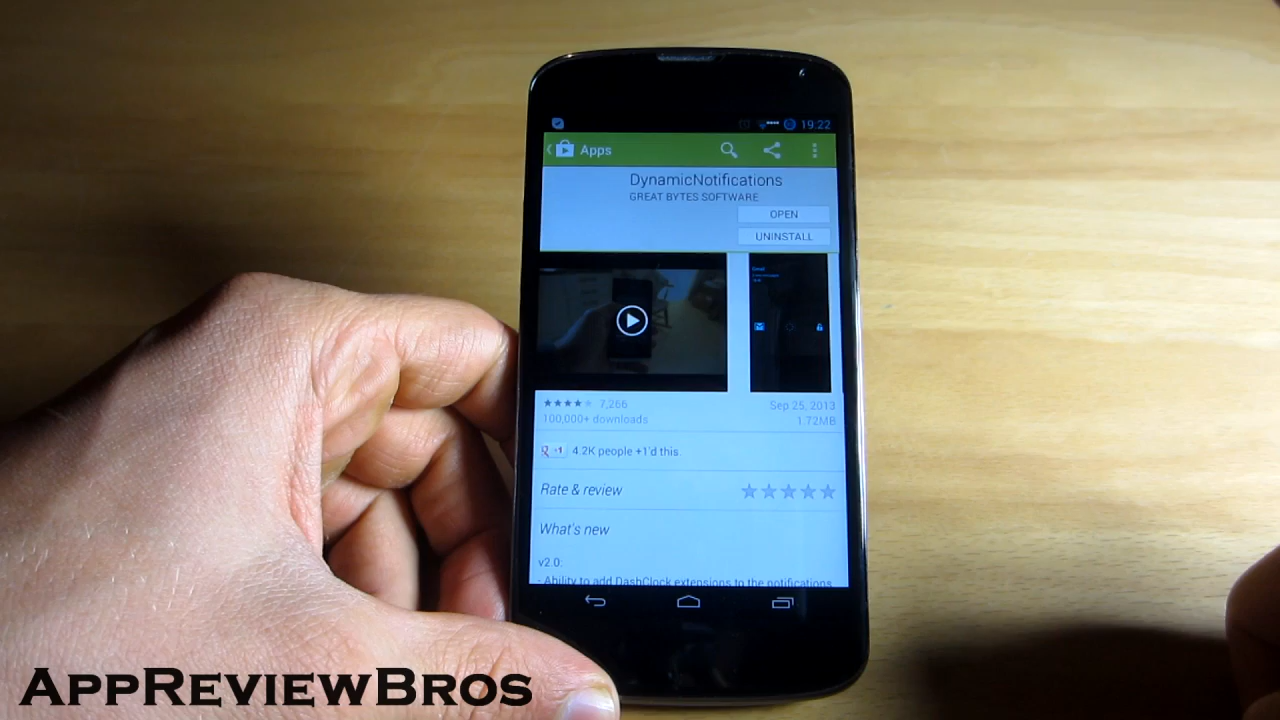 19:22
Apps
DynamicNotifications
GREAT BYTES SOFTWARE
OPEN
UNINSTALL
7,266
Sep 25, 2013
100,000+ downloads
1.72MB
+1 4.2K people +1'd this.
Rate & review
What's new
v2.0:
- Ability to add DashClock extensions to the notifications
AppReviewBros